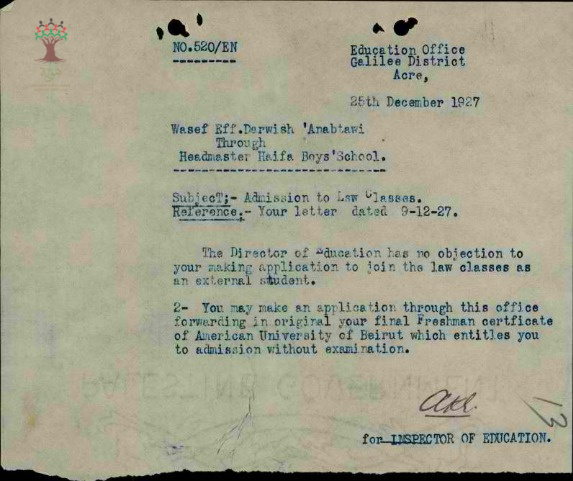 NO.520/EN
Education Office
Galilee District
Acre,
25th December 1927
Wasef Eff.Derwish 'Anabtawi
Through
Headmaster Haifa Boys'School.
SubjecT;- Admission to Law Classes.
Reference.- Your letter dated 9-12-27.
The Director of Education has no objection to
your making application to join the law classes as
an external student.
2- You may make an application through this office
forwarding in original your final Freshman certficate
of American University of Beirut which entitles you
to admission without examination.
PALESTINE GOVERNMENT
13
for INSPECTOR OF EDUCATION.